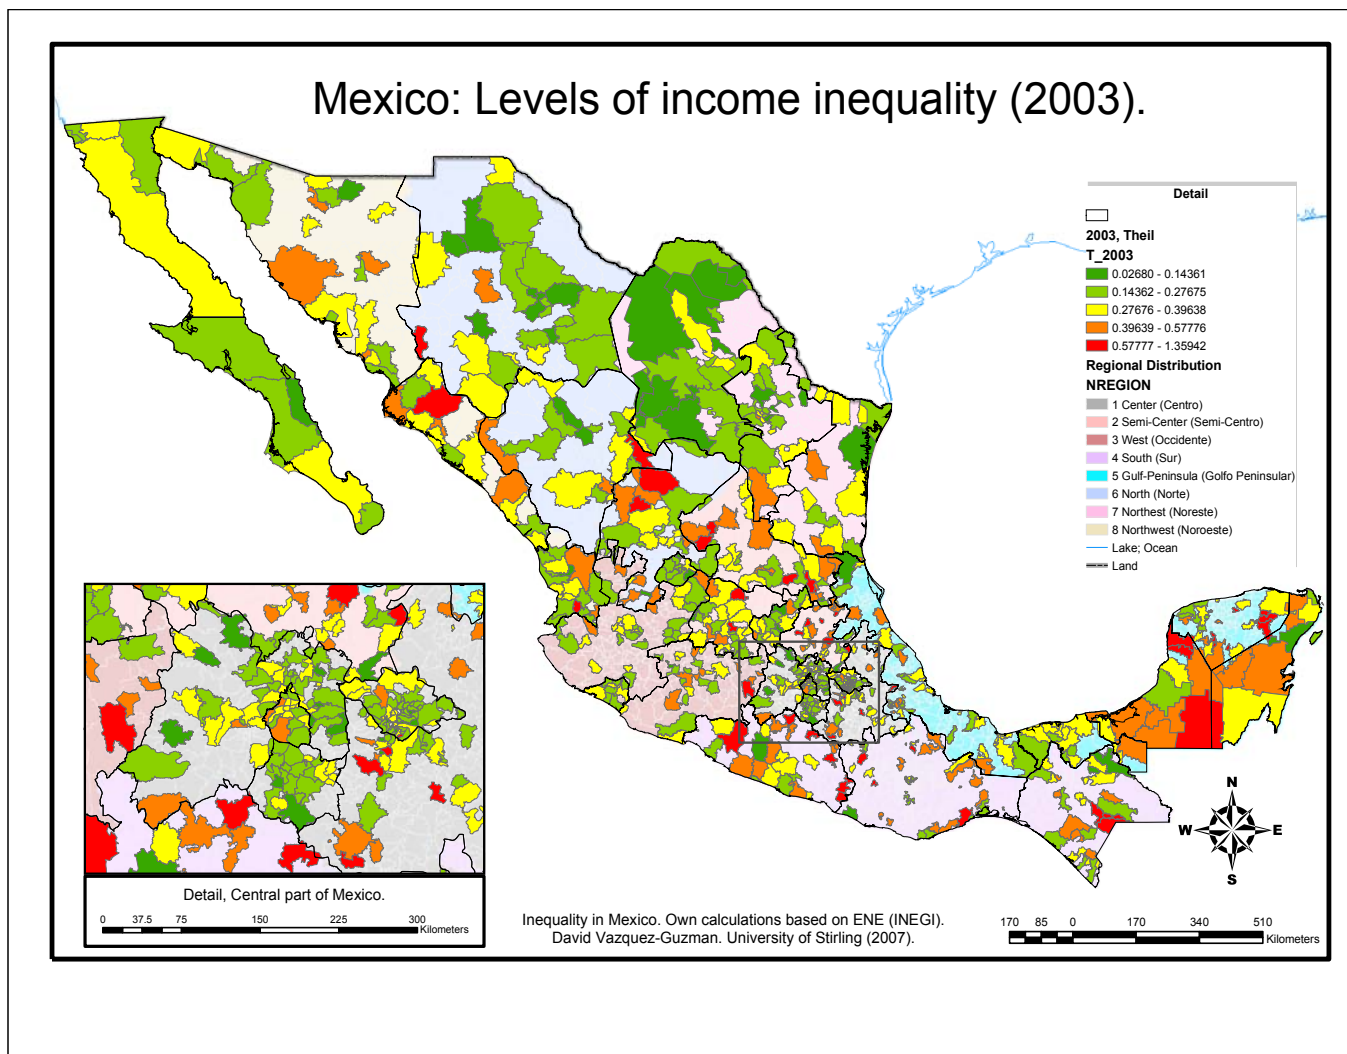 Mexico: Levels of income inequality (2003).
Detail
2003, Theil
T_2003
0.02680 - 0.14361
0.14362 - 0.27675
0.27676 - 0.39638
0.39639 - 0.57776
0.57777 - 1.35942
Regional Distribution
NREGION
1 Center (Centro)
2 Semi-Center (Semi-Centro)
3 West (Occidente)
4 South (Sur)
5 Gulf-Peninsula (Golfo Peninsular)
6 North (Norte)
7 Northest (Noreste)
8 Northwest (Noroeste)
Lake; Ocean
Land
N
W E
S
Detail, Central part of Mexico.
0 37.5 75 150 225 300
Kilometers
Inequality in Mexico. Own calculations based on ENE (INEGI).
David Vazquez-Guzman. University of Stirling (2007).
170 85 0 170 340 510
Kilometers